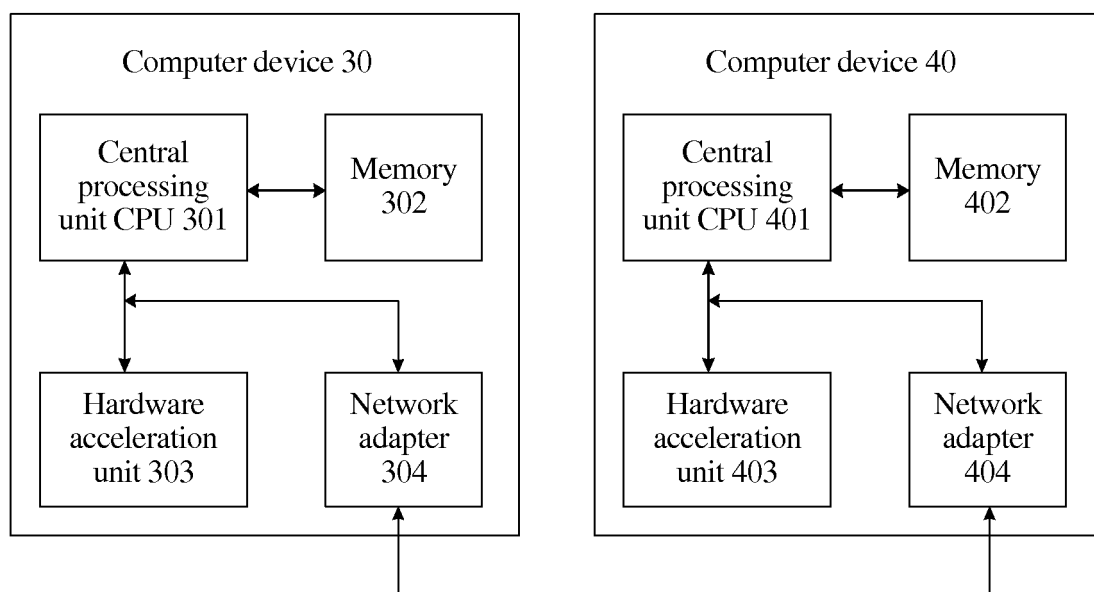 Computer device 30
Central
processing
unit CPU 301
Memory
302
Hardware
acceleration
unit 303
Network
adapter
304
Computer device 40
Central
processing
unit CPU 401
Memory
402
Hardware
acceleration
unit 403
Network
adapter
404